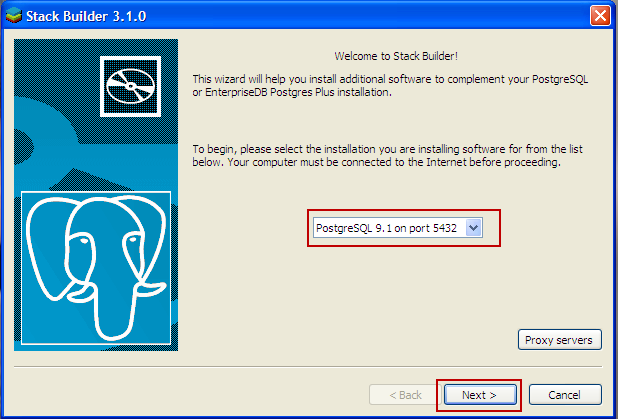 Stack Builder 3.1.0
Welcome to Stack Builder!
This wizard will help you install additional software to complement your PostgreSQL
or EnterpriseDB Postgres Plus installation.
To begin, please select the installation you are installing software for from the list
below. Your computer must be connected to the Internet before proceeding.
PostgreSQL 9.1 on port 5432
Proxy servers
< Back
Next >
Cancel